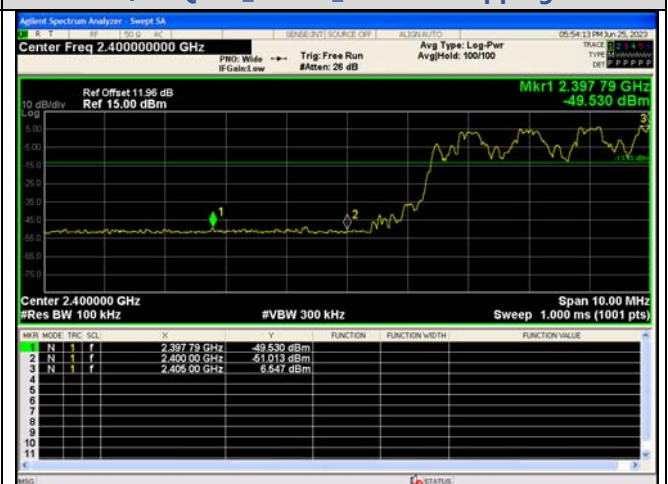 Agilent Spectrum Analyzer - Swept SA
R T RF 50 Ω AC SENSE:INT SOURCE OFF ALIGN AUTO 05:54:13 PM Jun 25, 2023
Center Freq 2.400000000 GHz
PNO: Wide Trig: Free Run Avg Type: Log-Pwr TRACE 1 2 3 4 5 6
IFGain:Low #Atten: 26 dB Avg|Hold: 100/100 TYPE
DET P P P P P P
Ref Offset 11.96 dB Mkr1 2.397 79 GHz
10 dB/div Ref 15.00 dBm -49.530 dBm
Log
3
5.00
-5.00
-15.0
-25.0
-35.0
1
2
-45.0
-55.0
-65.0
-75.0
Center 2.400000 GHz Span 10.00 MHz
#Res BW 100 kHz #VBW 300 kHz Sweep 1.000 ms (1001 pts)
MKR MODE TRC SCL X Y FUNCTION FUNCTION WIDTH FUNCTION VALUE
1 N 1 f 2.397 79 GHz -49.530 dBm
2 N 1 f 2.400 00 GHz -51.013 dBm
3 N 1 f 2.405 00 GHz 6.547 dBm
4
5
6
7
8
9
10
11
MSG STATUS